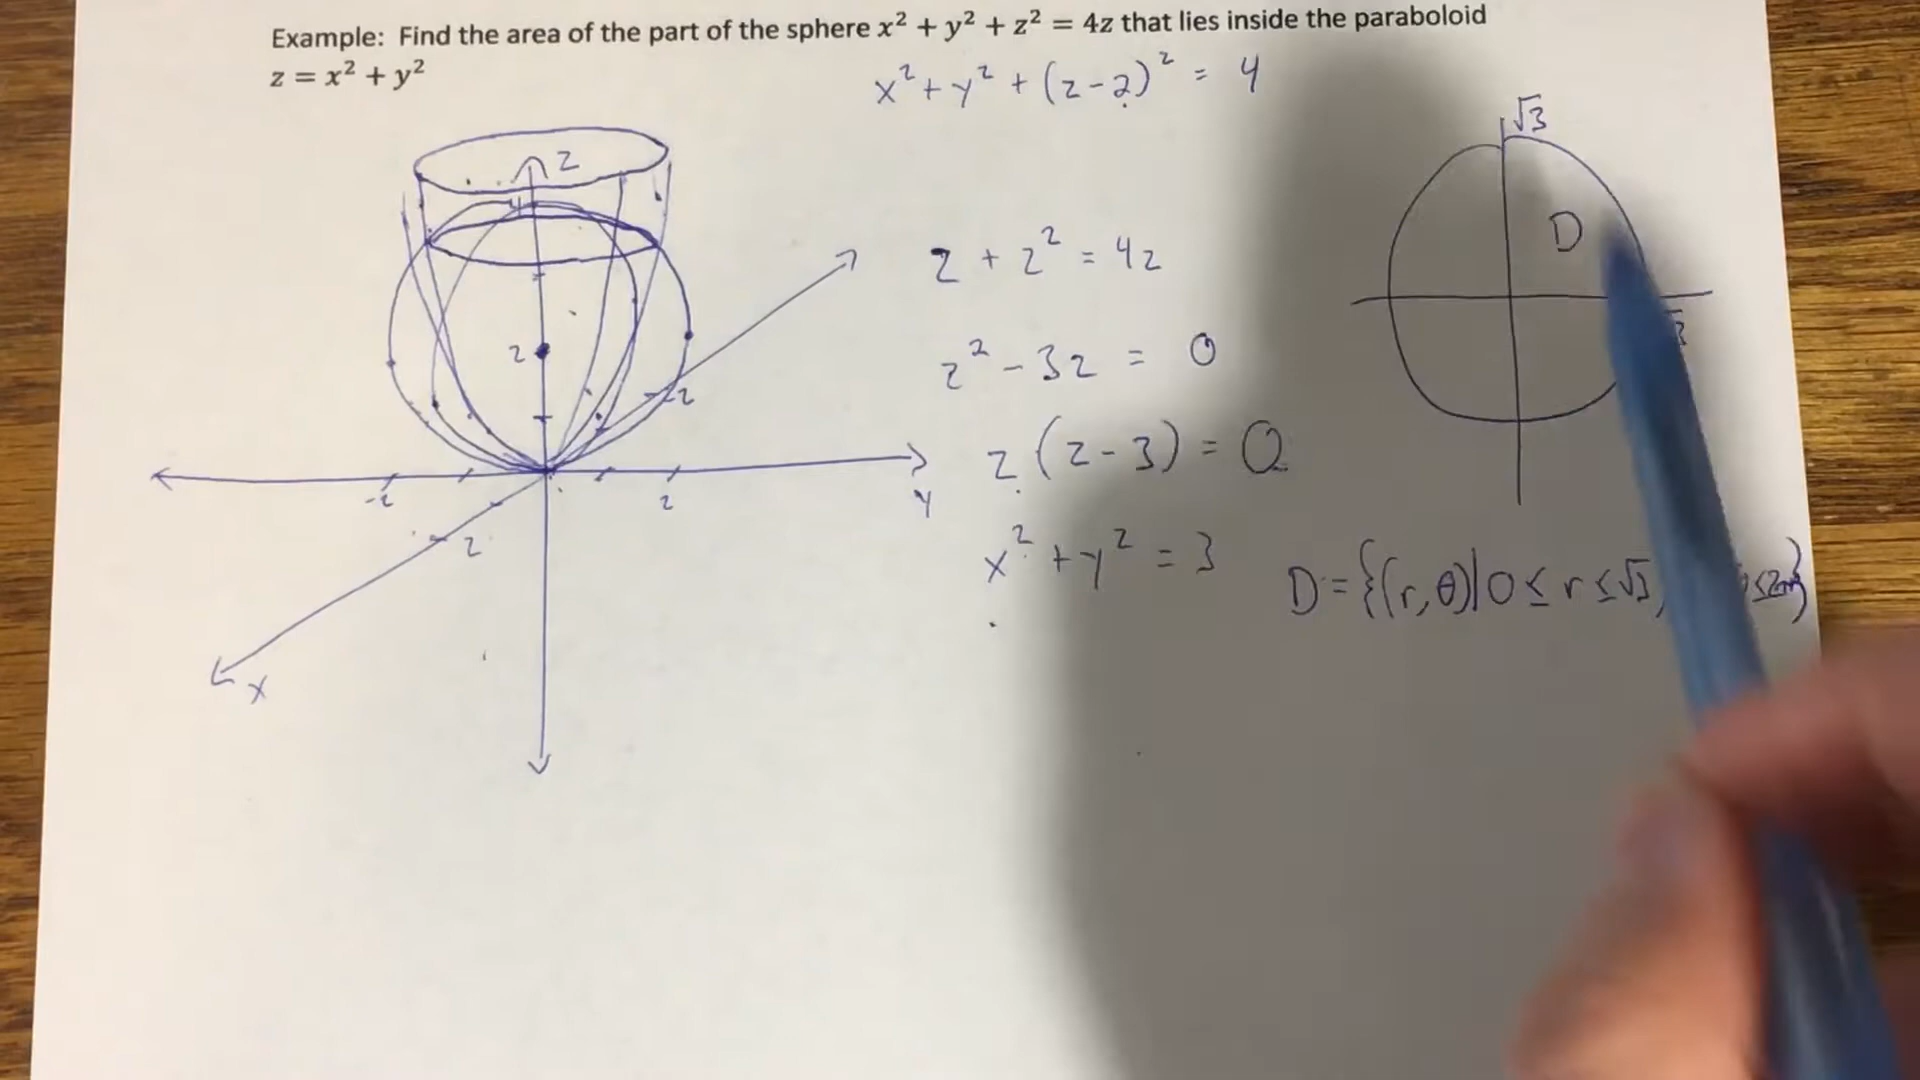 Example: Find the area of the part of the sphere x² + y² + z² = 4z that lies inside the paraboloid
z = x² + y²
x² + y² + (z-2)² = 4
√3
z
4
D
z + z² = 4z
2
z² - 3z = 0
2
z(z-3) = 0
-2
2
y
2
x² + y² = 3
D = {(r,θ)|0 ≤ r ≤ √3, ≤2π}
x